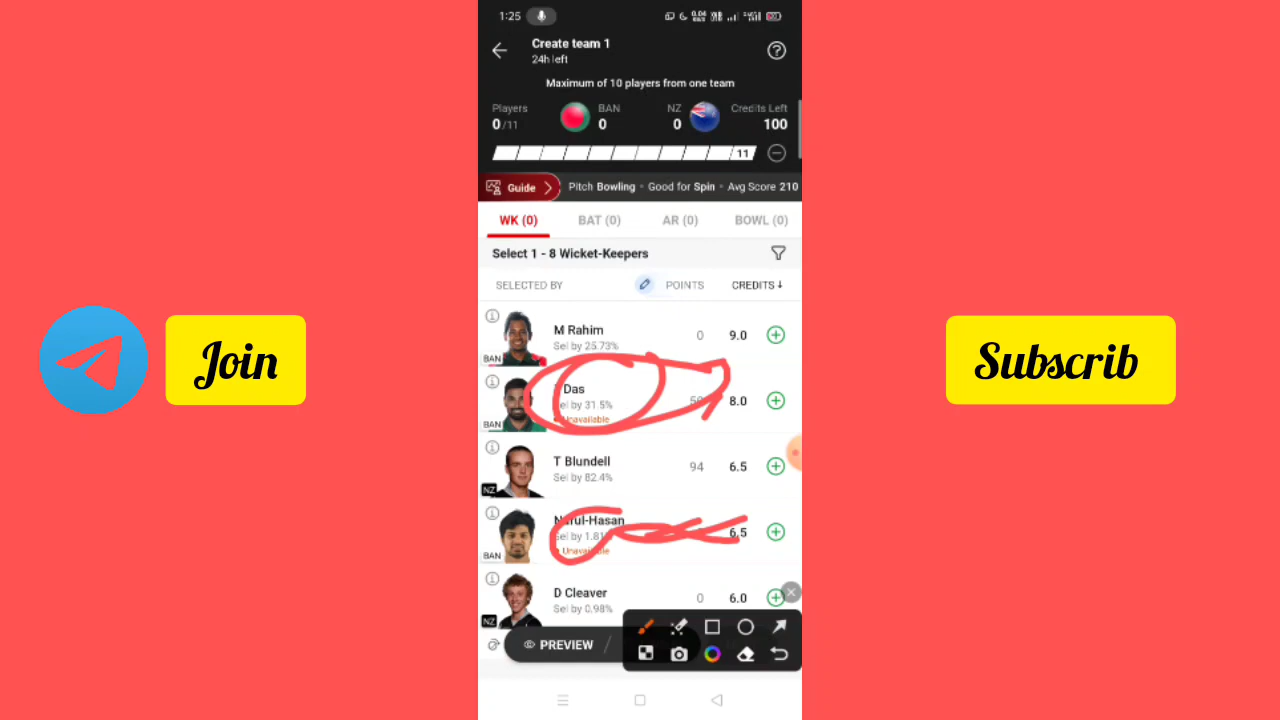 1:25
Create team 1
24h left
Maximum of 10 players from one team
Players BAN NZ Credits Left
0/11 0 0 100
11
Guide Pitch Bowling • Good for Spin • Avg Score 210
WK (0) BAT (0) AR (0) BOWL (0)
Select 1 - 8 Wicket-Keepers
SELECTED BY POINTS CREDITS↓
M Rahim
Sel by 25.73%
0 9.0
BAN
Das
Sel by 31.5%
Unavailable
8.0
BAN
T Blundell
Sel by 82.4%
94 6.5
NZ
Nurul-Hasan
Sel by
Unavailable
6.5
BAN
D Cleaver
Sel by 0.98%
0 6.0
NZ
PREVIEW
Join
Subscrib